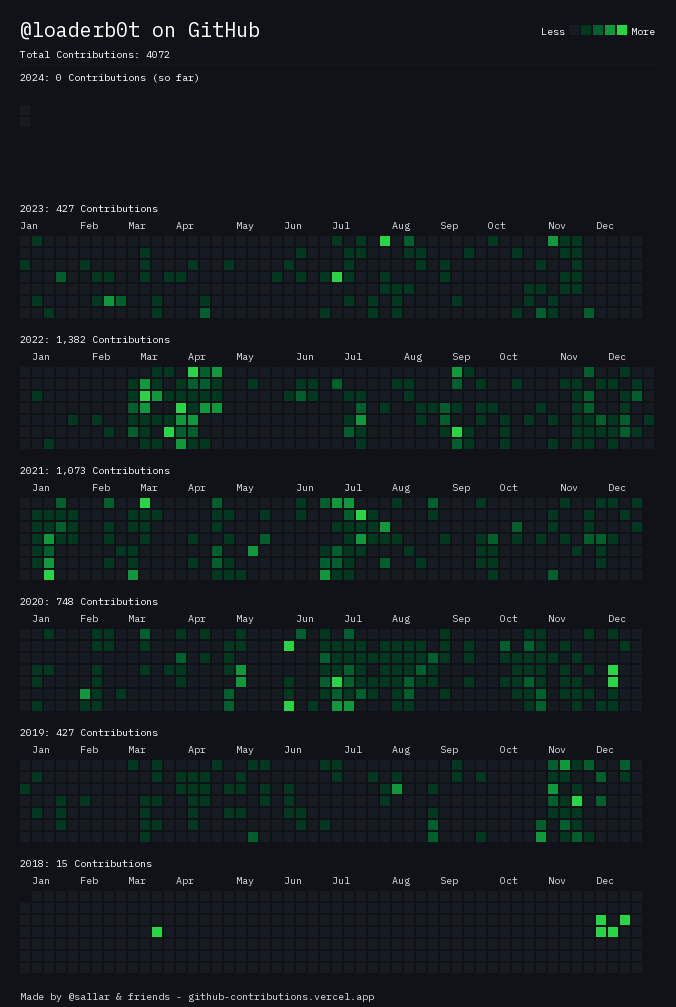 @loaderb0t on GitHub
Less More
Total Contributions: 4072
2024: 0 Contributions (so far)
2023: 427 Contributions
Jan Feb Mar Apr May Jun Jul Aug Sep Oct Nov Dec
2022: 1,382 Contributions
Jan Feb Mar Apr May Jun Jul Aug Sep Oct Nov Dec
2021: 1,073 Contributions
Jan Feb Mar Apr May Jun Jul Aug Sep Oct Nov Dec
2020: 748 Contributions
Jan Feb Mar Apr May Jun Jul Aug Sep Oct Dec
2019: 427 Contributions
Jan Feb Mar Apr May Jun Jul Aug Sep Oct Nov Dec
2018: 15 Contributions
Jan Feb Mar Apr May Jun Jul Aug Sep Oct Nov Dec
Made by @sallar & friends - github-contributions.vercel.app